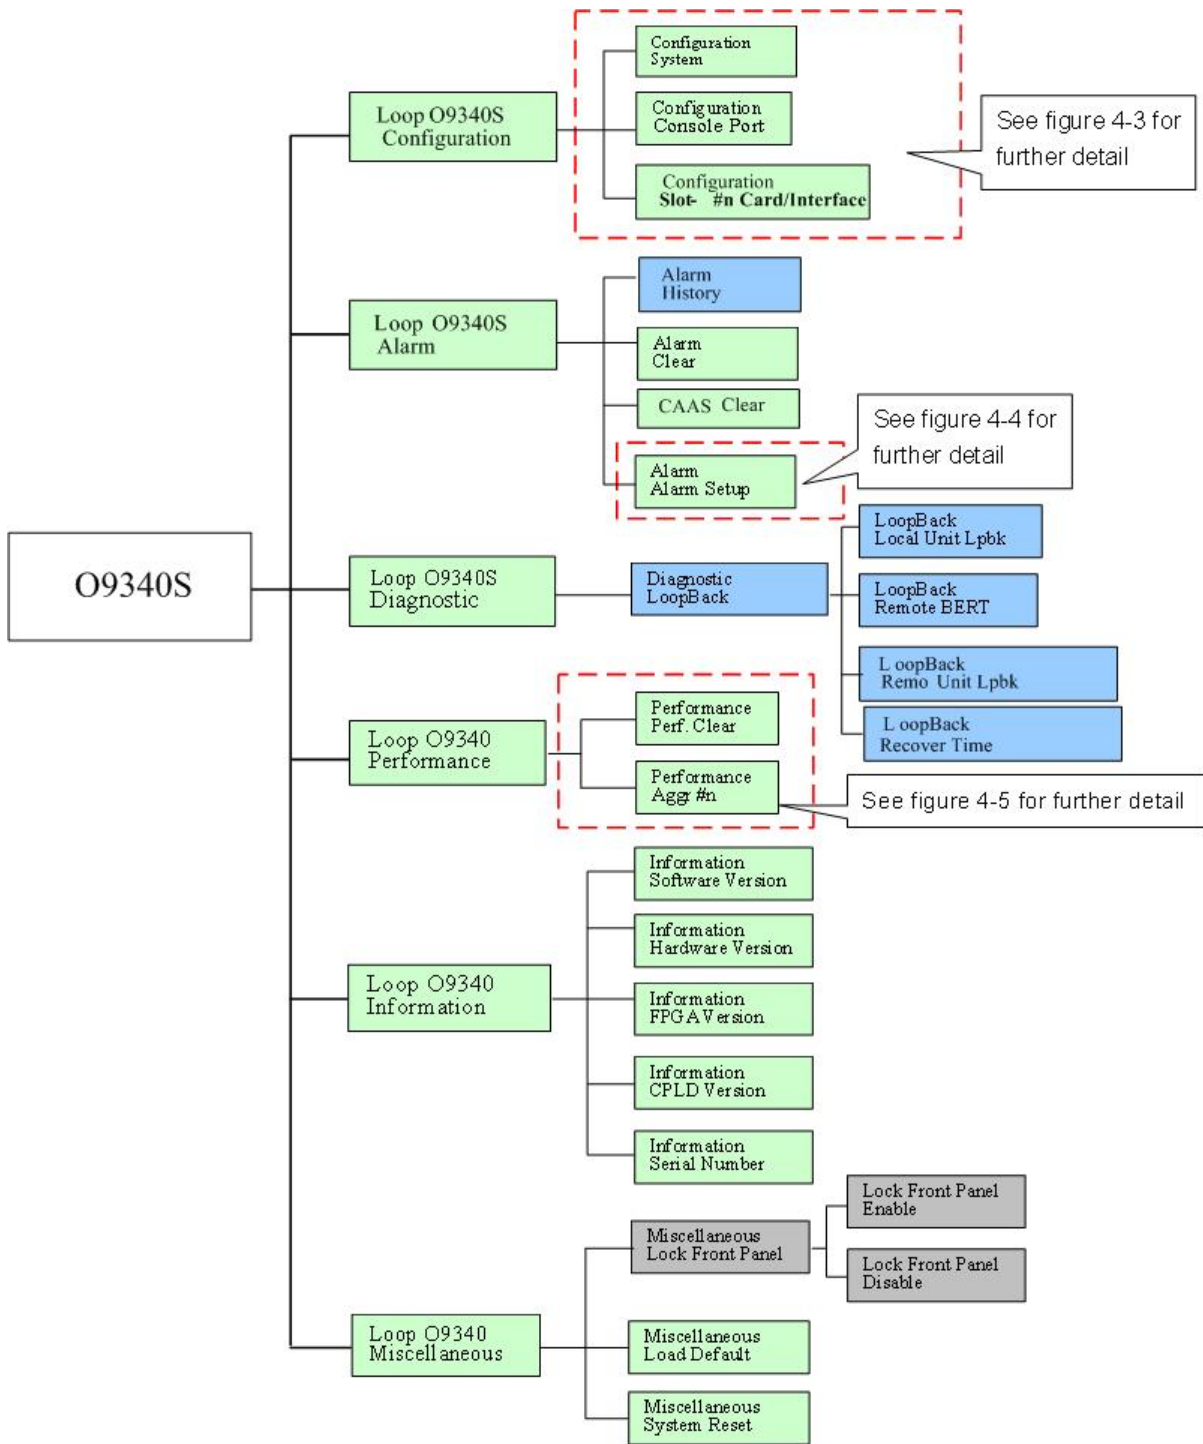 O9340S
Loop O9340S
Configuration
Configuration
System
Configuration
Console Port
Configuration
Slot- #n Card/Interface
See figure 4-3 for
further detail
Loop O9340S
Alarm
Alarm
History
Alarm
Clear
CAAS Clear
Alarm
Alarm Setup
See figure 4-4 for
further detail
Loop O9340S
Diagnostic
Diagnostic
LoopBack
LoopBack
Local Unit Lpbk
LoopBack
Remote BERT
L oopBack
Remo Unit Lpbk
L oopBack
Recover Time
Loop O9340
Performance
Performance
Perf. Clear
Performance
Aggr #n
See figure 4-5 for further detail
Loop O9340
Information
Information
Software Version
Information
Hardware Version
Information
FPGA Version
Information
CPLD Version
Information
Serial Number
Loop O9340
Miscellaneous
Miscellaneous
Lock Front Panel
Lock Front Panel
Enable
Lock Front Panel
Disable
Miscellaneous
Load Default
Miscellaneous
System Reset